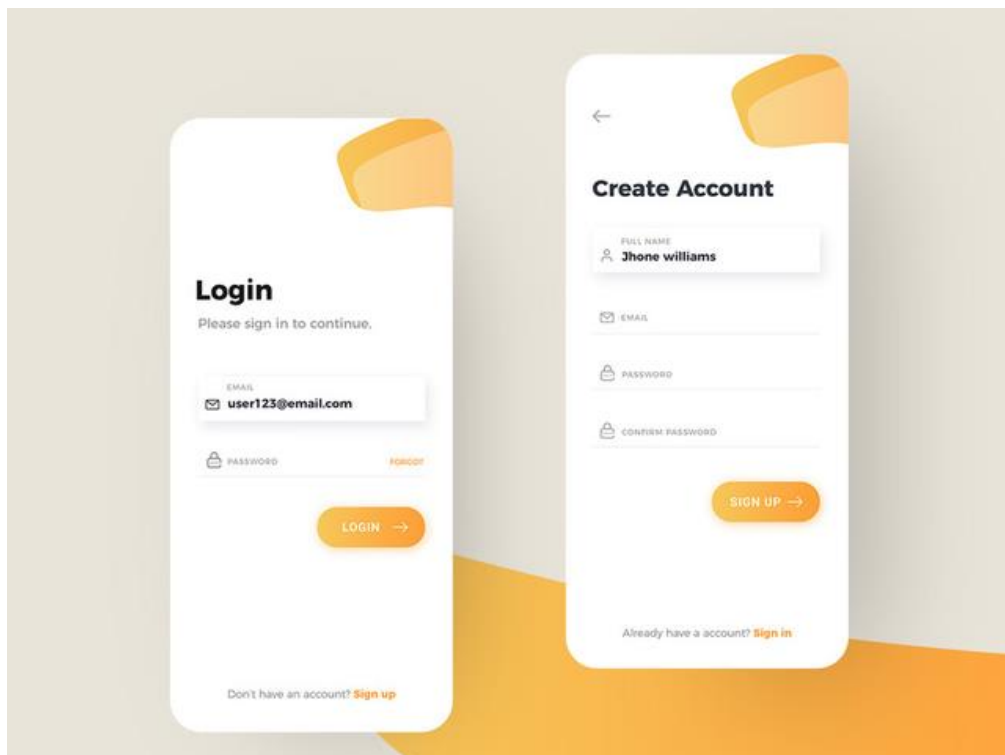 Login
Please sign in to continue.
EMAIL
user123@email.com
PASSWORD
FORGOT
LOGIN
Don't have an account? Sign up
Create Account
FULL NAME
Jhone williams
EMAIL
PASSWORD
CONFIRM PASSWORD
SIGN UP
Already have a account? Sign in